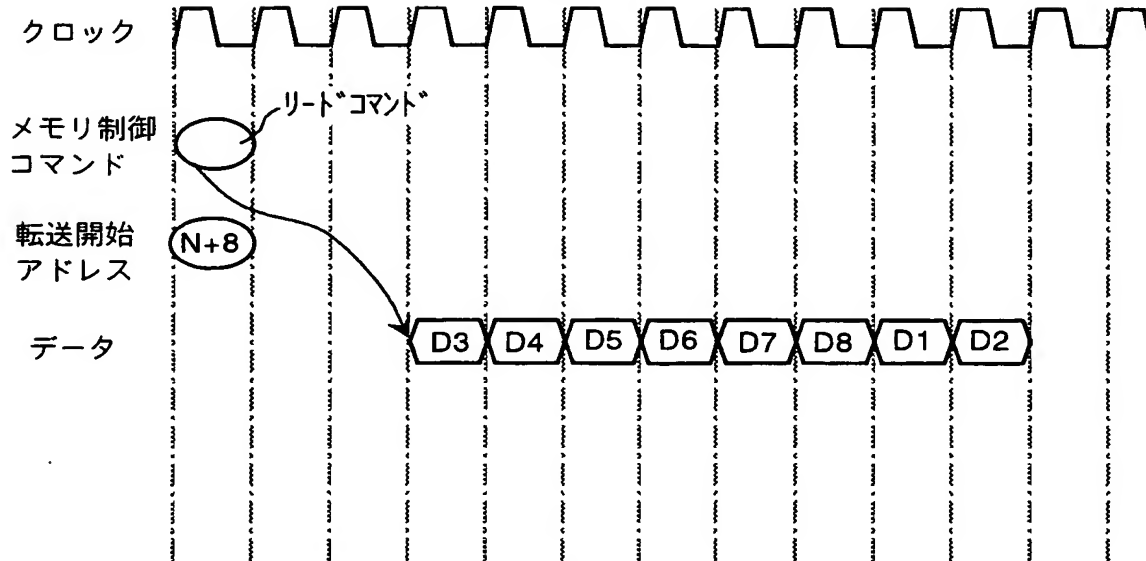 クロック
リードコマンド
メモリ制御
コマンド
転送開始
アドレス
N+8
データ
D3 D4 D5 D6 D7 D8 D1 D2